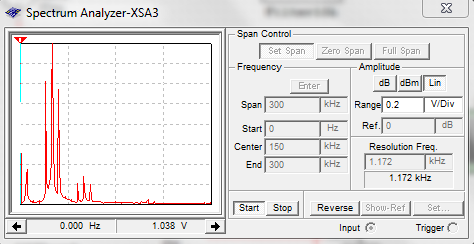 Spectrum Analyzer-XSA3
Span Control
Set Span Zero Span Full Span
Frequency
Enter
Span 300 kHz
Start 0 Hz
Center 150 kHz
End 300 kHz
Amplitude
dB dBm Lin
Range 0.2 V/Div
Ref. 0 dB
Resolution Freq.
1.172 kHz
1.172 kHz
Start Stop Reverse Show-Ref Set...
0.000 Hz 1.038 V
Input Trigger